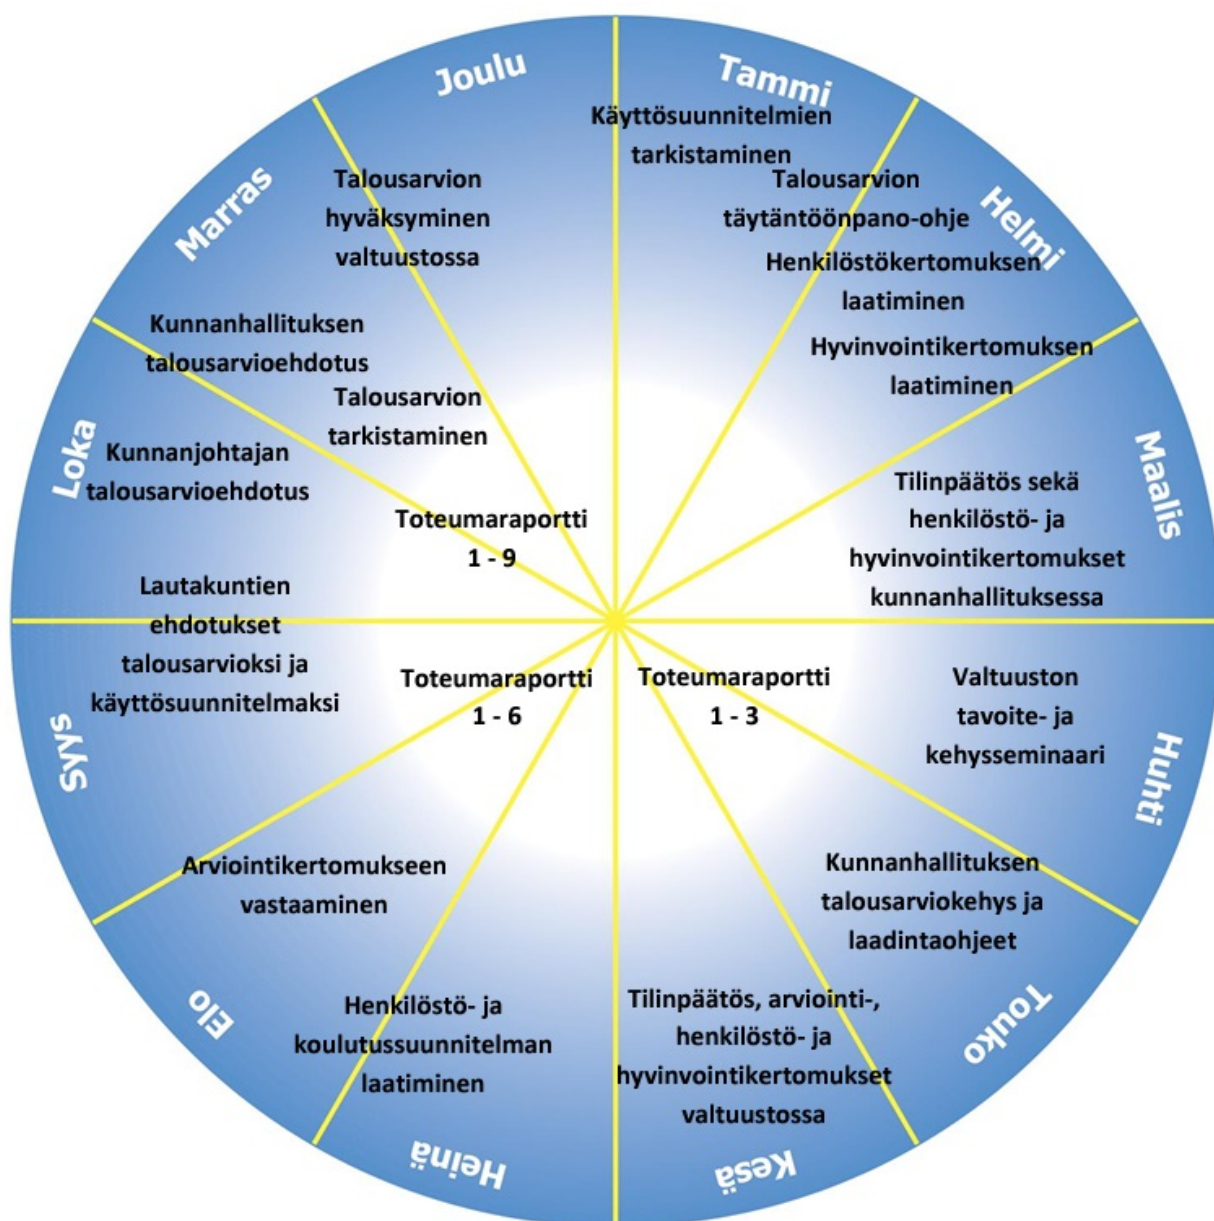 Tammi
Käyttösuunnitelmien
tarkistaminen
Talousarvion
täytäntöönpano-ohje
Helmi
Henkilöstökertomuksen
laatiminen
Hyvinvointikertomuksen
laatiminen
Maalis
Tilinpäätös sekä
henkilöstö- ja
hyvinvointikertomukset
kunnanhallituksessa
Huhti
Valtuuston
tavoite- ja
kehysseminaari
Toteumaraportti
1 - 3
Touko
Kunnanhallituksen
talousarviokehys ja
laadintaohjeet
Kesä
Tilinpäätös, arviointi-,
henkilöstö- ja
hyvinvointikertomukset
valtuustossa
Heinä
Henkilöstö- ja
koulutussuunnitelman
laatiminen
Elo
Arviointikertomukseen
vastaaminen
Toteumaraportti
1 - 6
Syys
Lautakuntien
ehdotukset
talousarvioksi ja
käyttösuunnitelmaksi
Loka
Kunnanjohtajan
talousarvioehdotus
Toteumaraportti
1 - 9
Marras
Kunnanhallituksen
talousarvioehdotus
Talousarvion
tarkistaminen
Joulu
Talousarvion
hyväksyminen
valtuustossa